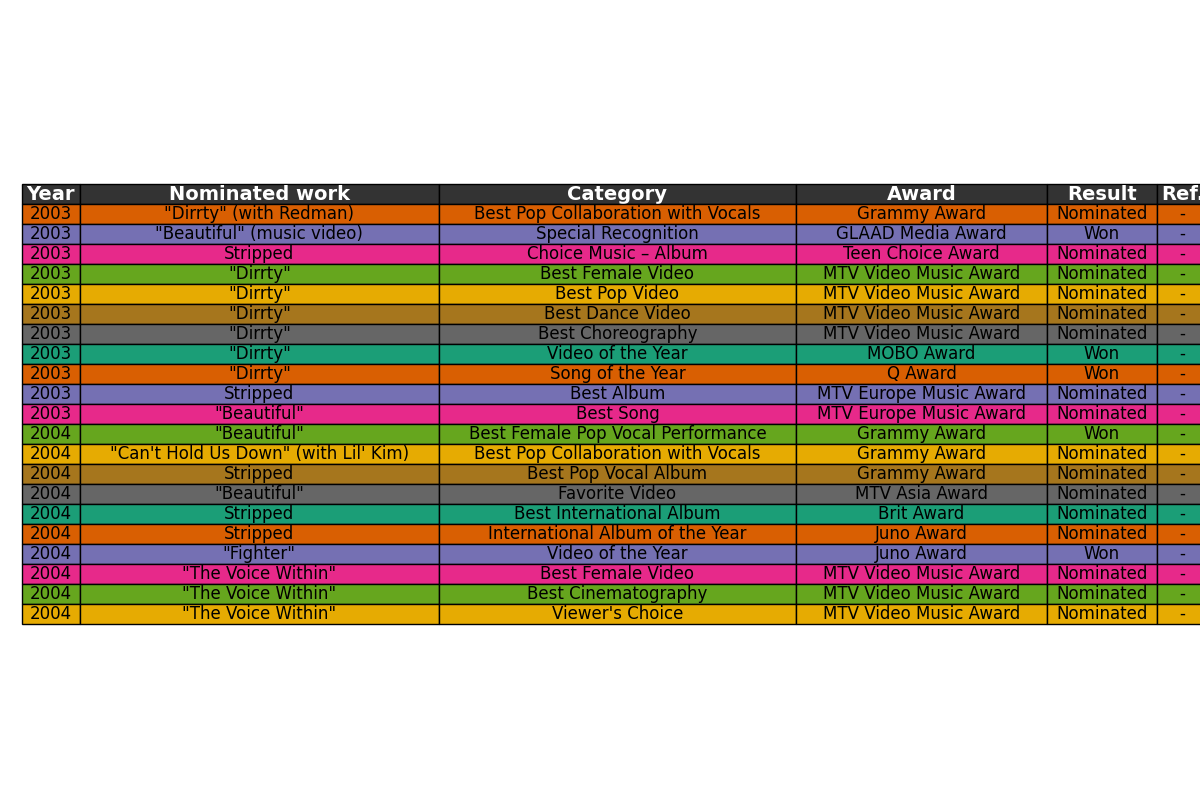 Year Nominated work Category Award Result Ref.
2003 "Dirrty" (with Redman) Best Pop Collaboration with Vocals Grammy Award Nominated -
2003 "Beautiful" (music video) Special Recognition GLAAD Media Award Won -
2003 Stripped Choice Music – Album Teen Choice Award Nominated -
2003 "Dirrty" Best Female Video MTV Video Music Award Nominated -
2003 "Dirrty" Best Pop Video MTV Video Music Award Nominated -
2003 "Dirrty" Best Dance Video MTV Video Music Award Nominated -
2003 "Dirrty" Best Choreography MTV Video Music Award Nominated -
2003 "Dirrty" Video of the Year MOBO Award Won -
2003 "Dirrty" Song of the Year Q Award Won -
2003 Stripped Best Album MTV Europe Music Award Nominated -
2003 "Beautiful" Best Song MTV Europe Music Award Nominated -
2004 "Beautiful" Best Female Pop Vocal Performance Grammy Award Won -
2004 "Can't Hold Us Down" (with Lil' Kim) Best Pop Collaboration with Vocals Grammy Award Nominated -
2004 Stripped Best Pop Vocal Album Grammy Award Nominated -
2004 "Beautiful" Favorite Video MTV Asia Award Nominated -
2004 Stripped Best International Album Brit Award Nominated -
2004 Stripped International Album of the Year Juno Award Nominated -
2004 "Fighter" Video of the Year Juno Award Won -
2004 "The Voice Within" Best Female Video MTV Video Music Award Nominated -
2004 "The Voice Within" Best Cinematography MTV Video Music Award Nominated -
2004 "The Voice Within" Viewer's Choice MTV Video Music Award Nominated -